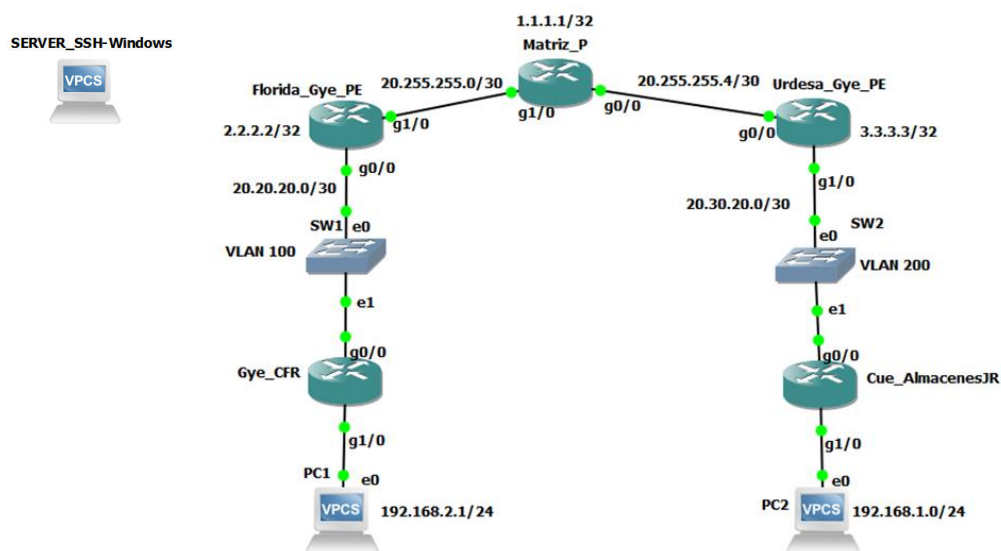 1.1.1.1/32
SERVER_SSH-Windows
Matriz_P
VPCS
Florida_Gye_PE
20.255.255.0/30
20.255.255.4/30
Urdesa_Gye_PE
g1/0
g1/0
g0/0
g0/0
2.2.2.2/32
3.3.3.3/32
g0/0
g1/0
20.20.20.0/30
20.30.20.0/30
SW1
e0
SW2
e0
VLAN 100
VLAN 200
e1
e1
g0/0
g0/0
Gye_CFR
Cue_AlmacenesJR
g1/0
g1/0
PC1
e0
e0
VPCS
192.168.2.1/24
PC2
VPCS
192.168.1.0/24